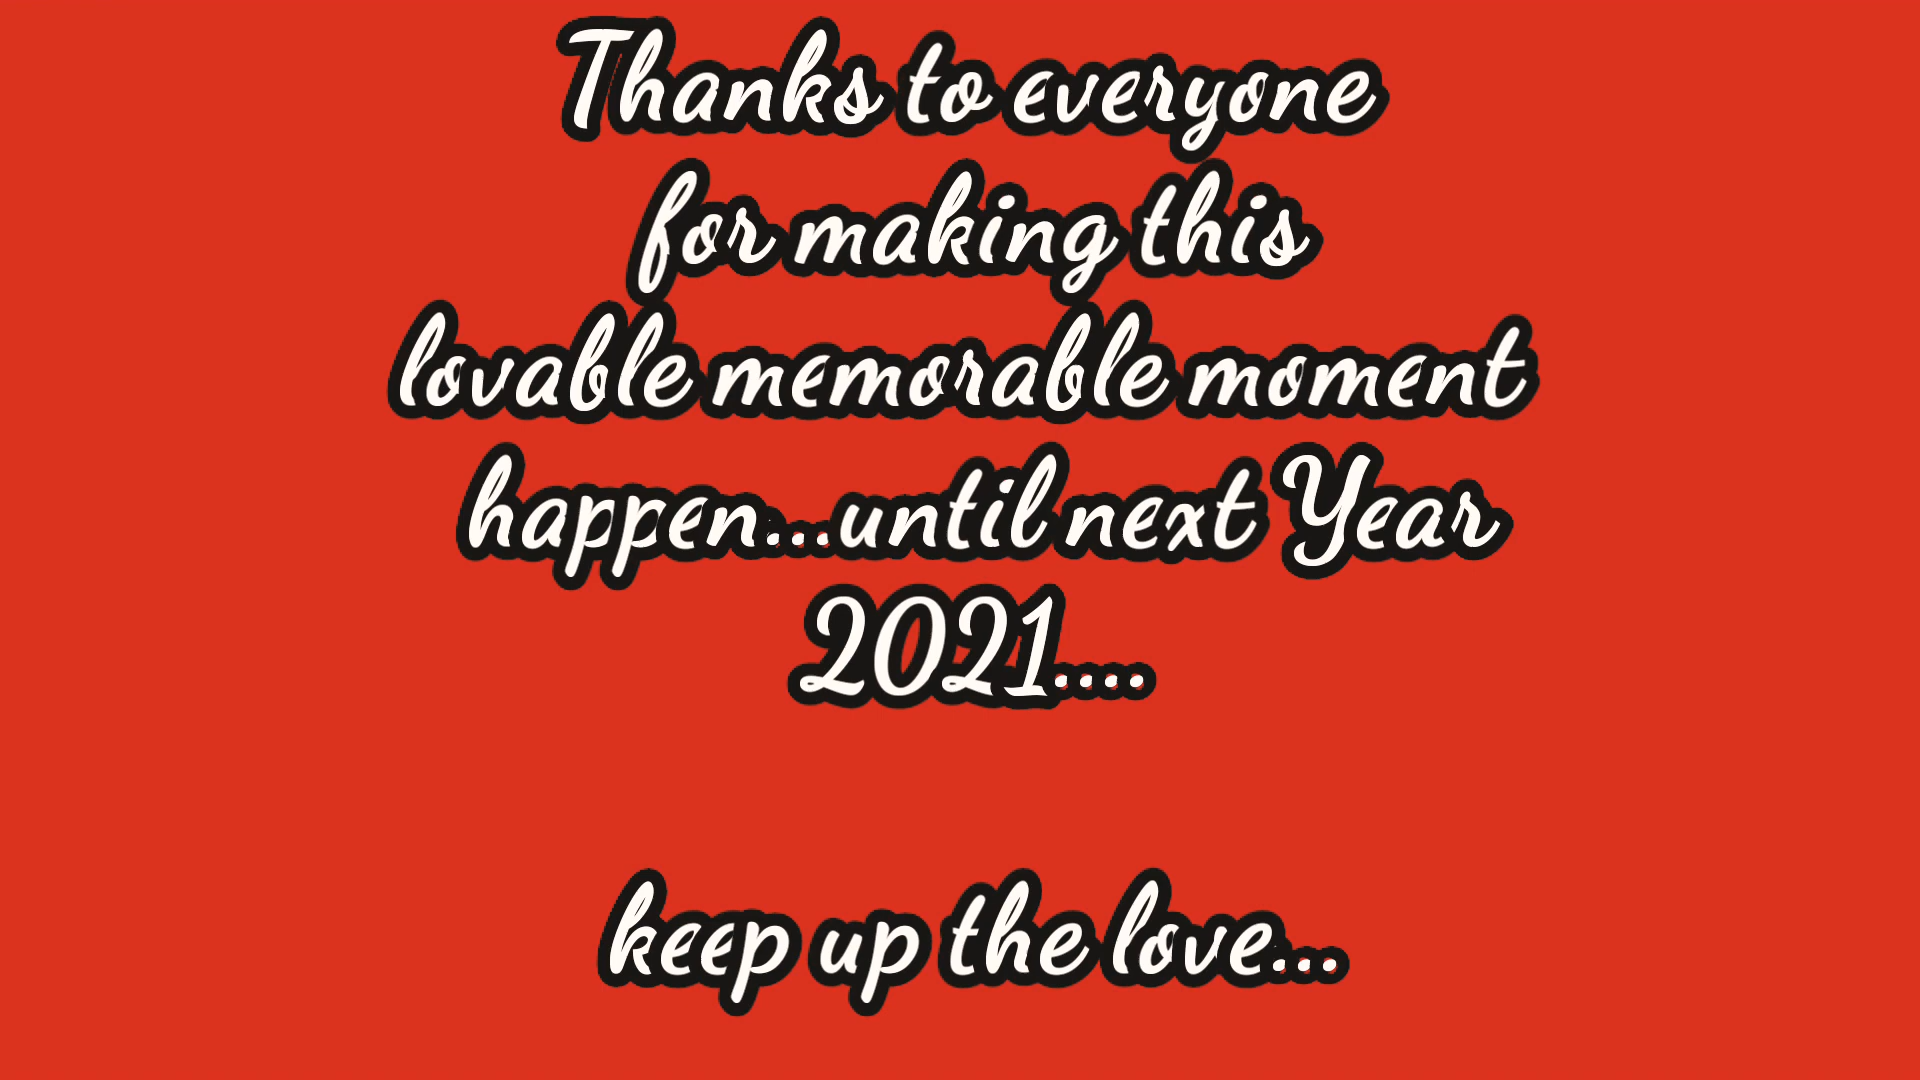 Thanks to everyone
for making this
lovable memorable moment
happen...until next Year
2021....
keep up the love...